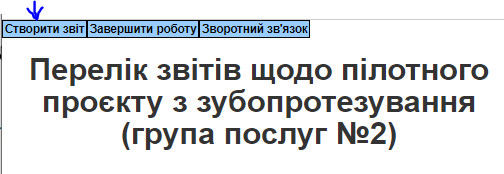 Створити звіт Завершити роботу Зворотний зв'язок
Перелік звітів щодо пілотного
проєкту з зубопротезування
(група послуг №2)